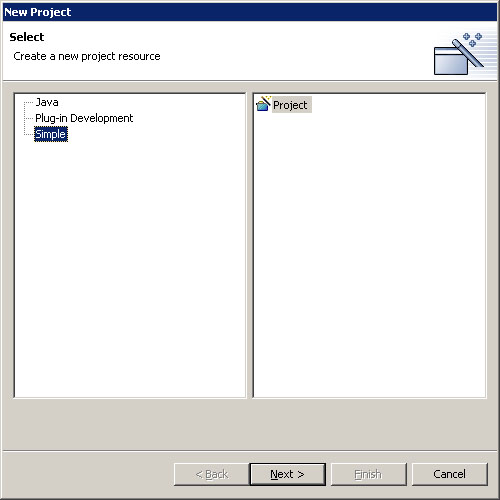 New Project
Select
Create a new project resource
Java
Plug-in Development
Simple
Project
< Back
Next >
Finish
Cancel